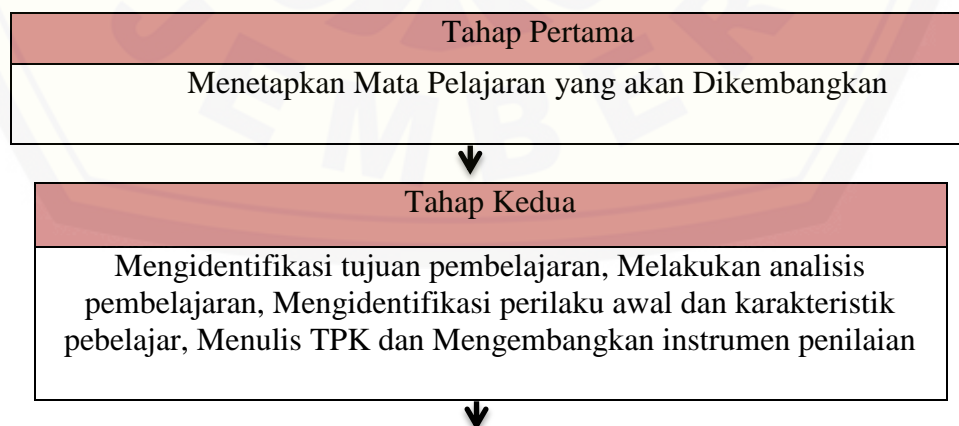 Tahap Pertama
Menetapkan Mata Pelajaran yang akan Dikembangkan
Tahap Kedua
Mengidentifikasi tujuan pembelajaran, Melakukan analisis
pembelajaran, Mengidentifikasi perilaku awal dan karakteristik
pebelajar, Menulis TPK dan Mengembangkan instrumen penilaian